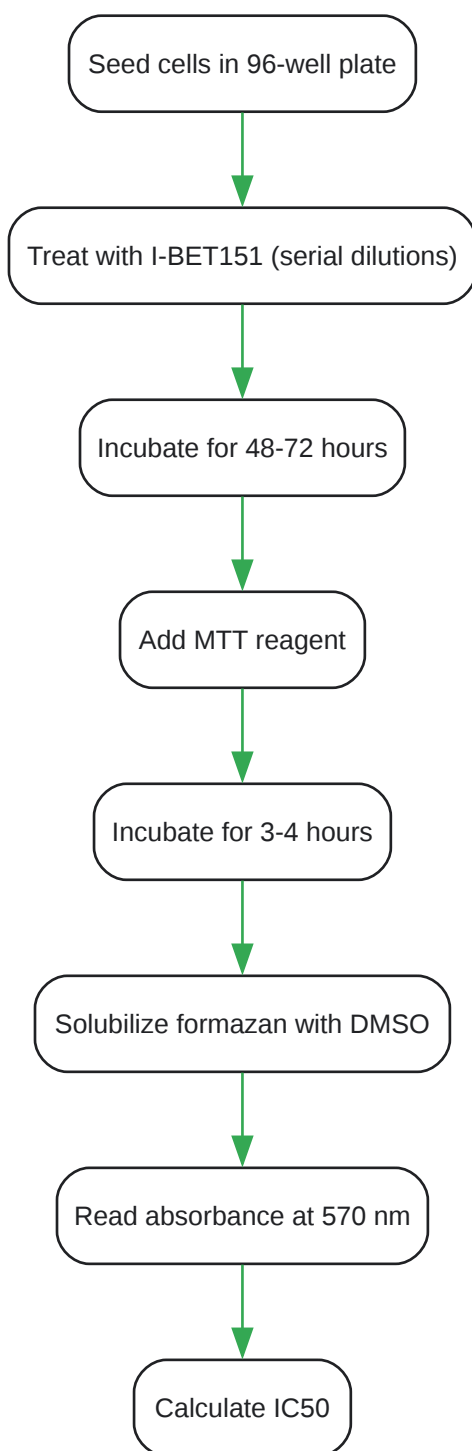 Seed cells in 96-well plate
Treat with I-BET151 (serial dilutions)
Incubate for 48-72 hours
Add MTT reagent
Incubate for 3-4 hours
Solubilize formazan with DMSO
Read absorbance at 570 nm
Calculate IC50